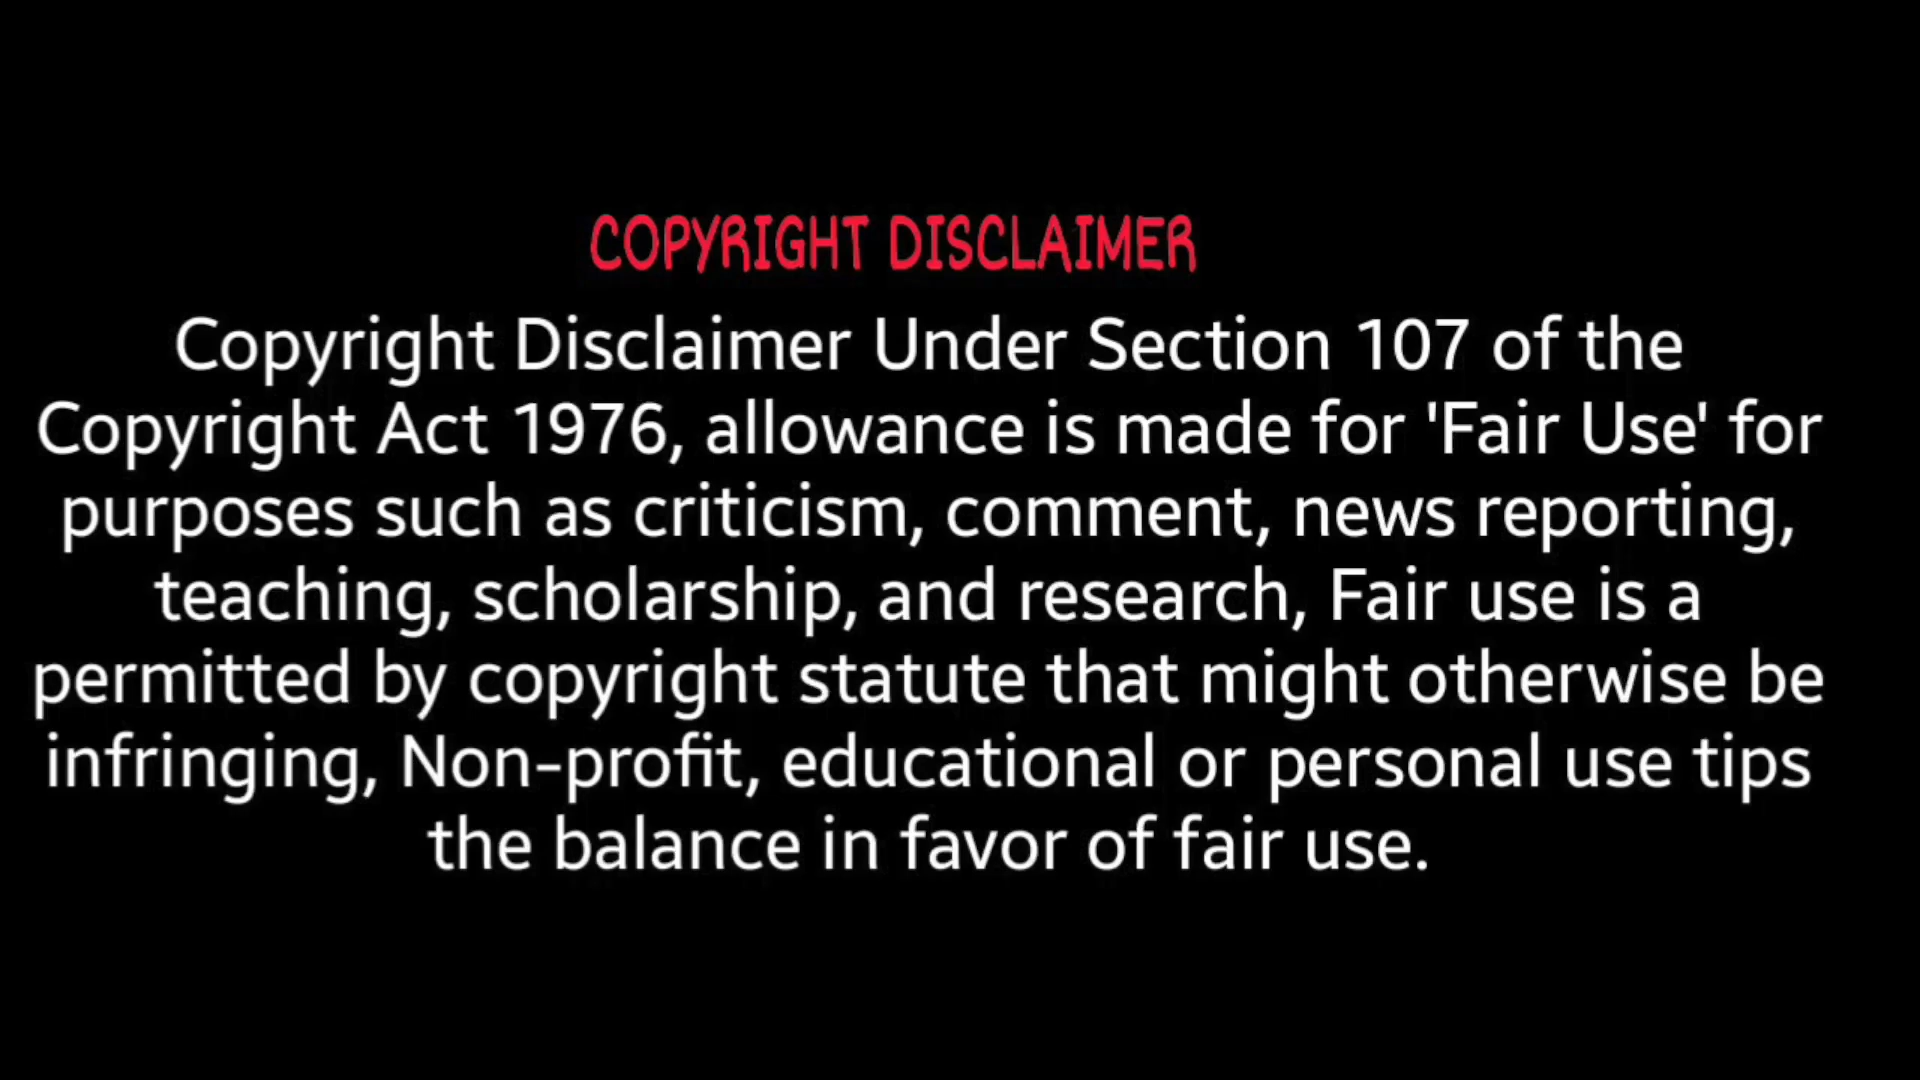 COPYRIGHT DISCLAIMER
Copyright Disclaimer Under Section 107 of the
Copyright Act 1976, allowance is made for 'Fair Use' for
purposes such as criticism, comment, news reporting,
teaching, scholarship, and research, Fair use is a
permitted by copyright statute that might otherwise be
infringing, Non-profit, educational or personal use tips
the balance in favor of fair use.